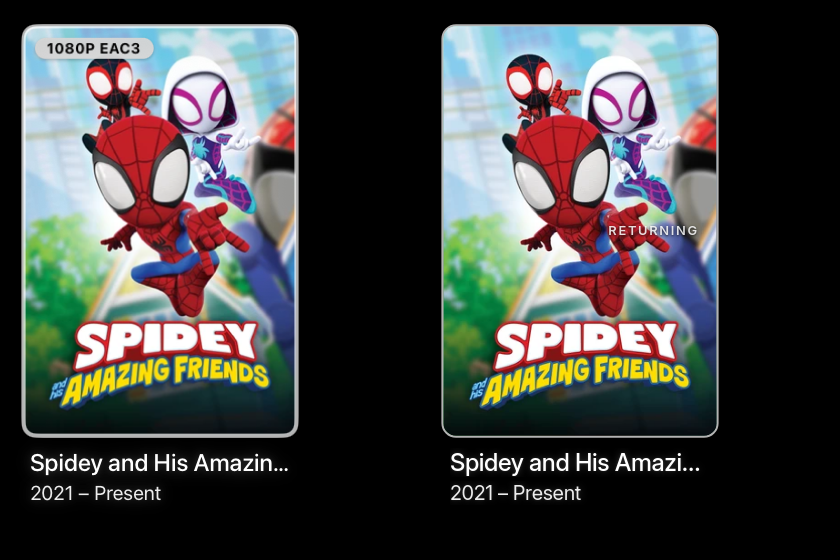 1080P EAC3
SPIDEY
and his
AMAZING FRIENDS
Spidey and His Amazin...
2021 – Present
RETURNING
SPIDEY
and his
AMAZING FRIENDS
Spidey and His Amazi...
2021 – Present